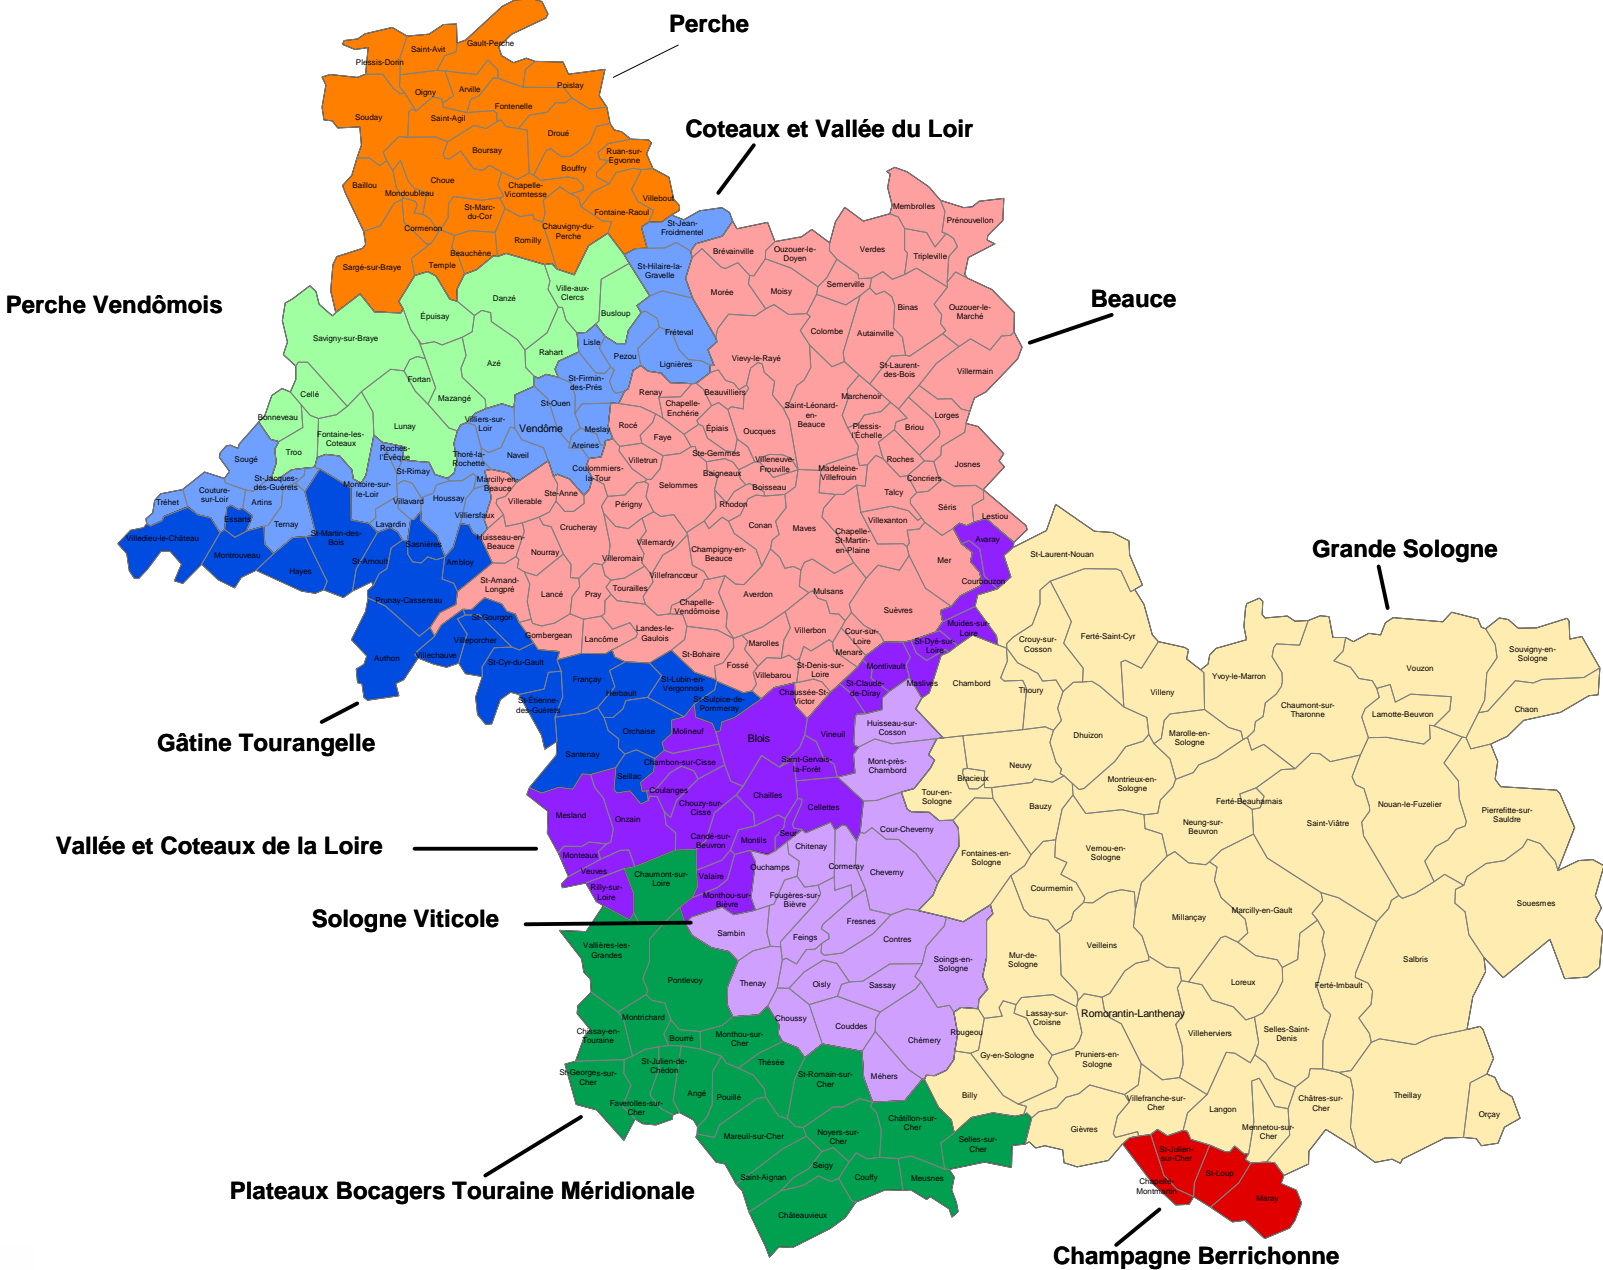 Perche
Gault-Perche
Saint-Avit
Plessis-Dorin
Oigny
Arville
Poislay
Fontenelle
Souday
Saint-Agil
Droué
Boursay
Ruan-sur-
Egvonne
Bouffry
Choue
Baillou
Mondoubleau
Chapelle-
Vicomtesse
Villebout
St-Marc-
du-Cor
Fontaine-Raoul
Cormenon
Chauvigny-du-
Perche
Romilly
Beauchêne
Temple
Sargé-sur-Braye
Coteaux et Vallée du Loir
St-Jean-
Froidmentel
St-Hilaire-la-
Gravelle
Fréteval
Lignières
Lisle
Pezou
St-Firmin-
des-Prés
St-Ouen
Vendôme
Meslay
Areines
Villiers-sur-
Loir
Naveil
Thoré-la-
Rochette
Coulommiers-
la-Tour
Roches-
l'Évêque
St-Rimay
Sougé
St-Jacques-
des-Guérets
Montoire-sur-
le-Loir
Couture-
sur-Loir
Tréhet
Artins
Villavard
Houssay
Ternay
Lavardin
Villiersfaux
Perche Vendômois
Danzé
Ville-aux-
Clercs
Busloup
Épuisay
Savigny-sur-Braye
Rahart
Azé
Fortan
Mazangé
Cellé
Bonneveau
Lunay
Fontaine-les-
Coteaux
Troo
Beauce
Membrolles
Prénouvellon
Brévainville
Ouzouer-le-
Doyen
Verdes
Tripleville
Semerville
Morée
Moisy
Binas
Ouzouer-le-
Marché
Colombe
Autainville
Vievy-le-Rayé
St-Laurent-
des-Bois
Villermain
Renay
Beauvilliers
Chapelle-
Enchérie
Saint-Léonard-
en-
Beauce
Marchenoir
Lorges
Rocé
Faye
Épiais
Oucques
Plessis-
l'Échelle
Briou
Villetrun
Ste-Gemmes
Baigneaux
Villeneuve-
Frouville
Madeleine-
Villefrouin
Roches
Josnes
Concriers
Selommes
Boisseau
Talcy
Marcilly-en-
Beauce
Ste-Anne
Villerable
Périgny
Rhodon
Séris
Lestiou
Crucheray
Conan
Maves
Villexanton
Huisseau-en-
Beauce
Nourray
Villemardy
Champigny-en-
Beauce
Chapelle-
St-Martin-
en-Plaine
Mer
Villeromain
Villefrancœur
St-Amand-
Longpré
Lancé
Pray
Tourailles
Averdon
Mulsans
Suèvres
Chapelle-
Vendômoise
Gombergean
Lancôme
Landes-le-
Gaulois
Marolles
Villerbon
Cour-sur-
Loire
Menars
St-Bohaire
Fossé
Villebarou
St-Denis-sur-
Loire
Chaussée-St-
Victor
Gâtine Tourangelle
Villedieu-le-Château
Essarts
Montrouveau
Hayes
St-Martin-des-
Bois
St-Arnoult
Sasnières
Ambloy
Prunay-Cassereau
St-Gourgon
Villeporcher
Authon
Villechauve
St-Cyr-du-Gault
Françay
Herbault
St-Lubin-en-
Vergonnois
St-Etienne-
des-Guérets
St-Sulpice-de-
Pommeray
Orchaise
Santenay
Seillac
Vallée et Coteaux de la Loire
Avaray
Courbouzon
Muides-sur-
Loire
St-Dyé-sur-
Loire
Montlivault
Maslives
St-Claude-
de-Diray
Vineuil
Molineuf
Blois
Saint-Gervais-
la-Forêt
Chambon-sur-Cisse
Coulanges
Chouzy-sur-
Cisse
Chailles
Cellettes
Mesland
Onzain
Candé-sur-
Beuvron
Montils
Seur
Monteaux
Veuves
Rilly-sur-
Loire
Valaire
Monthou-sur-
Bièvre
Sologne Viticole
Huisseau-sur-
Cosson
Mont-près-
Chambord
Cour-Cheverny
Chitenay
Cormeray
Cheverny
Ouchamps
Fougères-sur-
Bièvre
Fresnes
Sambin
Feings
Contres
Soings-en-
Sologne
Thenay
Oisly
Sassay
Choussy
Couddes
Chémery
Méhers
Grande Sologne
St-Laurent-Nouan
Crouy-sur-
Cosson
Ferté-Saint-Cyr
Chambord
Thoury
Villeny
Yvoy-le-Marron
Vouzon
Souvigny-en-
Sologne
Chaumont-sur-
Tharonne
Lamotte-Beuvron
Chaon
Dhuizon
Marolle-en-
Sologne
Neuvy
Bracieux
Tour-en-
Sologne
Bauzy
Montrieux-en-
Sologne
Ferté-Beauharnais
Neung-sur-
Beuvron
Saint-Viâtre
Nouan-le-Fuzelier
Pierrefitte-sur-
Sauldre
Fontaines-en-
Sologne
Vernou-en-
Sologne
Courmemin
Millançay
Marcilly-en-Gault
Souesmes
Veilleins
Mur-de-
Sologne
Salbris
Loreux
Ferté-Imbault
Lassay-sur-
Croisne
Romorantin-Lanthenay
Rougeou
Villeherviers
Selles-Saint-
Denis
Gy-en-Sologne
Pruniers-en-
Sologne
Billy
Villefranche-sur-
Cher
Langon
Châtres-sur-
Cher
Theillay
Orçay
Gièvres
Mennetou-sur-
Cher
Plateaux Bocagers Touraine Méridionale
Chaumont-sur-
Loire
Vallières-les-
Grandes
Pontlevoy
Montrichard
Chissay-en-
Touraine
Bourré
Monthou-sur-
Cher
St-Julien-de-
Chédon
Thésée
St-Georges-sur-
Cher
Angé
Pouillé
St-Romain-sur-
Cher
Faverolles-sur-
Cher
Mareuil-sur-Cher
Noyers-sur-
Cher
Châtillon-sur-
Cher
Selles-sur-
Cher
Seigy
Saint-Aignan
Couffy
Meusnes
Châteauvieux
Champagne Berrichonne
St-Julien-
sur-Cher
St-Loup
Chapelle-
Montmartin
Maray